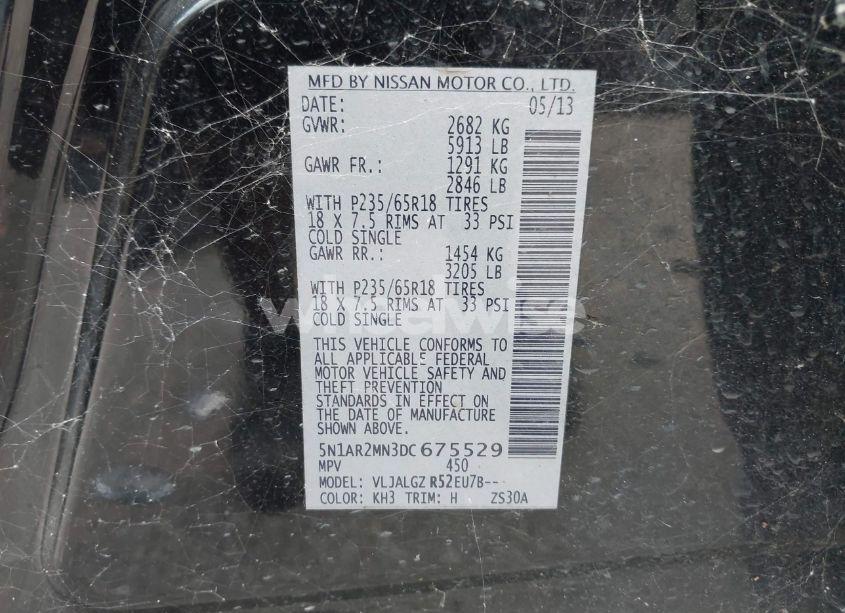 MFD BY NISSAN MOTOR CO., LTD.
DATE: 05/13
GVWR: 2682 KG
5913 LB
GAWR FR.: 1291 KG
2846 LB
WITH P235/65R18 TIRES
18 X 7.5 RIMS AT 33 PSI
COLD SINGLE
GAWR RR.: 1454 KG
3205 LB
WITH P235/65R18 TIRES
18 X 7.5 RIMS AT 33 PSI
COLD SINGLE
wheelwise
THIS VEHICLE CONFORMS TO
ALL APPLICABLE FEDERAL
MOTOR VEHICLE SAFETY AND
THEFT PREVENTION
STANDARDS IN EFFECT ON
THE DATE OF MANUFACTURE
SHOWN ABOVE.
5N1AR2MN3DC675529
MPV 450
MODEL: VLJALGZ R52EU7B--
COLOR: KH3 TRIM: H ZS30A